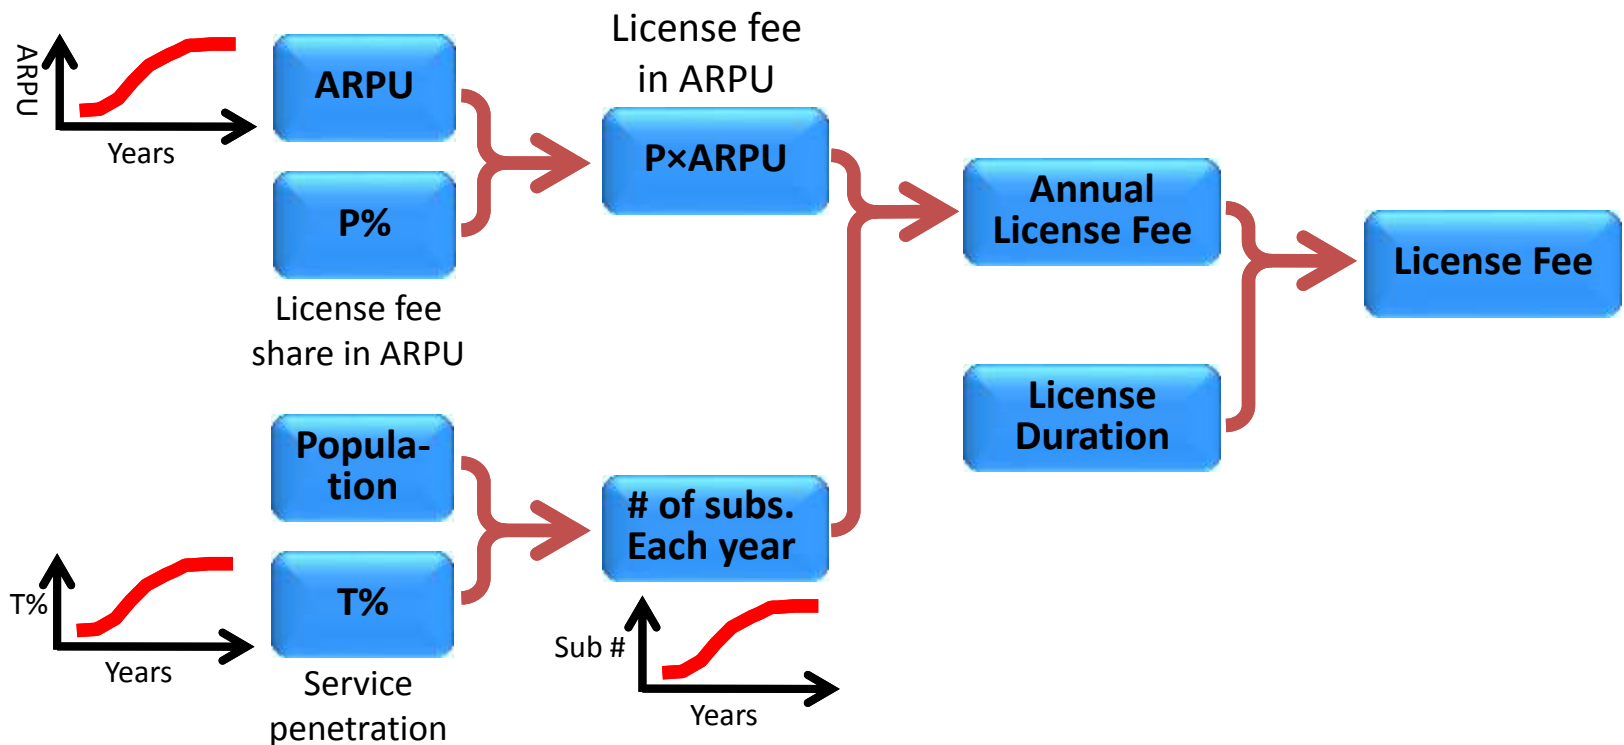 ARPU
Years
ARPU
P%
License fee
share in ARPU
License fee
in ARPU
P×ARPU
Annual
License Fee
License Fee
License
Duration
Popula-
tion
T%
Years
T%
Service
penetration
# of subs.
Each year
Sub #
Years